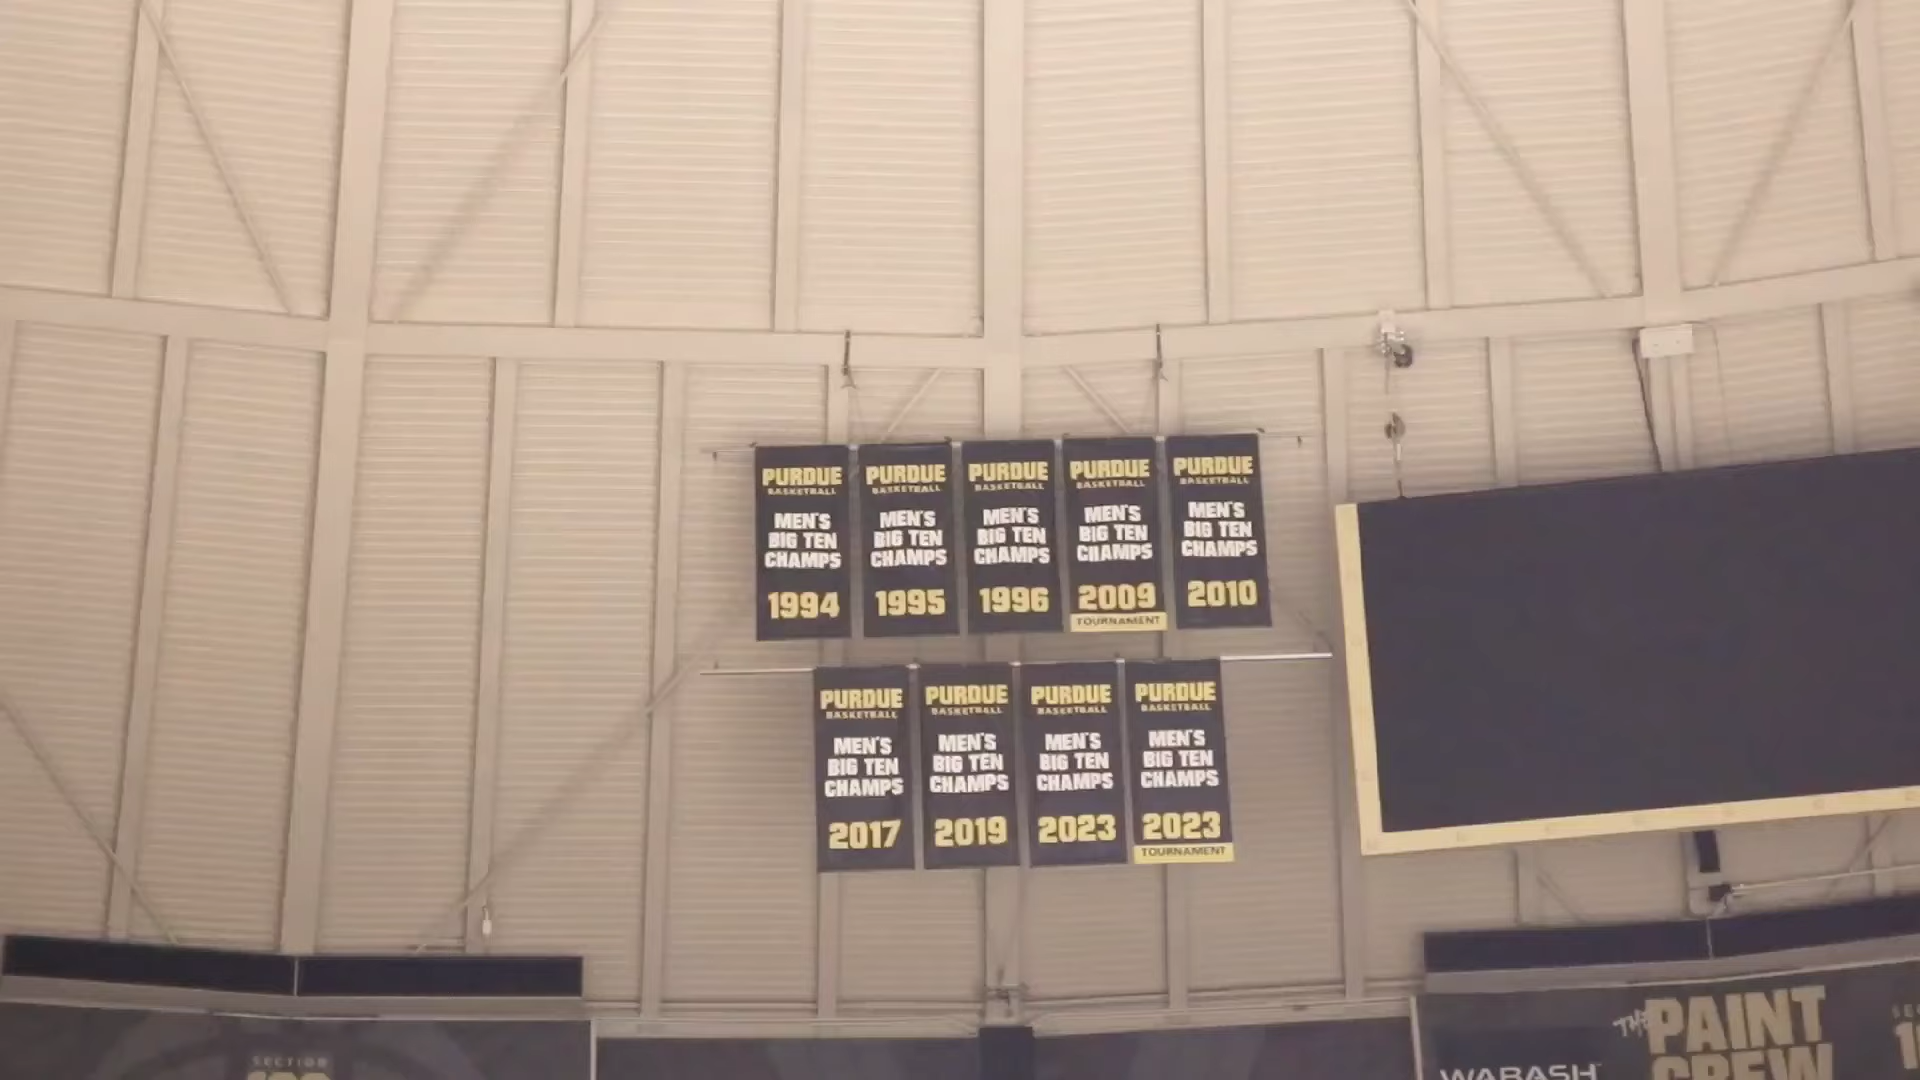 PURDUE
BASKETBALL
MEN'S
BIG TEN
CHAMPS
1994
PURDUE
BASKETBALL
MEN'S
BIG TEN
CHAMPS
1995
PURDUE
BASKETBALL
MEN'S
BIG TEN
CHAMPS
1996
PURDUE
BASKETBALL
MEN'S
BIG TEN
CHAMPS
2009
TOURNAMENT
PURDUE
BASKETBALL
MEN'S
BIG TEN
CHAMPS
2010
PURDUE
BASKETBALL
MEN'S
BIG TEN
CHAMPS
2017
PURDUE
BASKETBALL
MEN'S
BIG TEN
CHAMPS
2019
PURDUE
BASKETBALL
MEN'S
BIG TEN
CHAMPS
2023
PURDUE
BASKETBALL
MEN'S
BIG TEN
CHAMPS
2023
TOURNAMENT
SECTION
WABASH
THE
PAINT
CREW